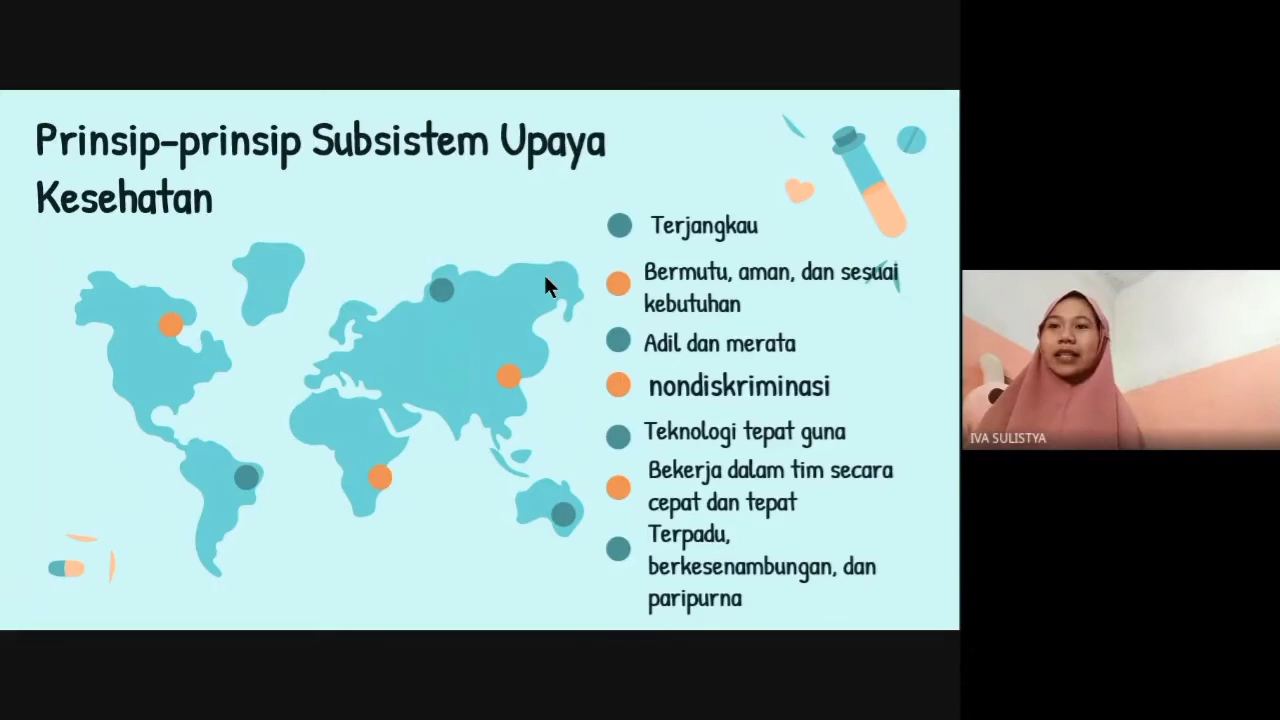 Prinsip-prinsip Subsistem Upaya
Kesehatan
Terjangkau
Bermutu, aman, dan sesuai
kebutuhan
Adil dan merata
nondiskriminasi
Teknologi tepat guna
Bekerja dalam tim secara
cepat dan tepat
Terpadu,
berkesenambungan, dan
paripurna
IVA SULISTYA